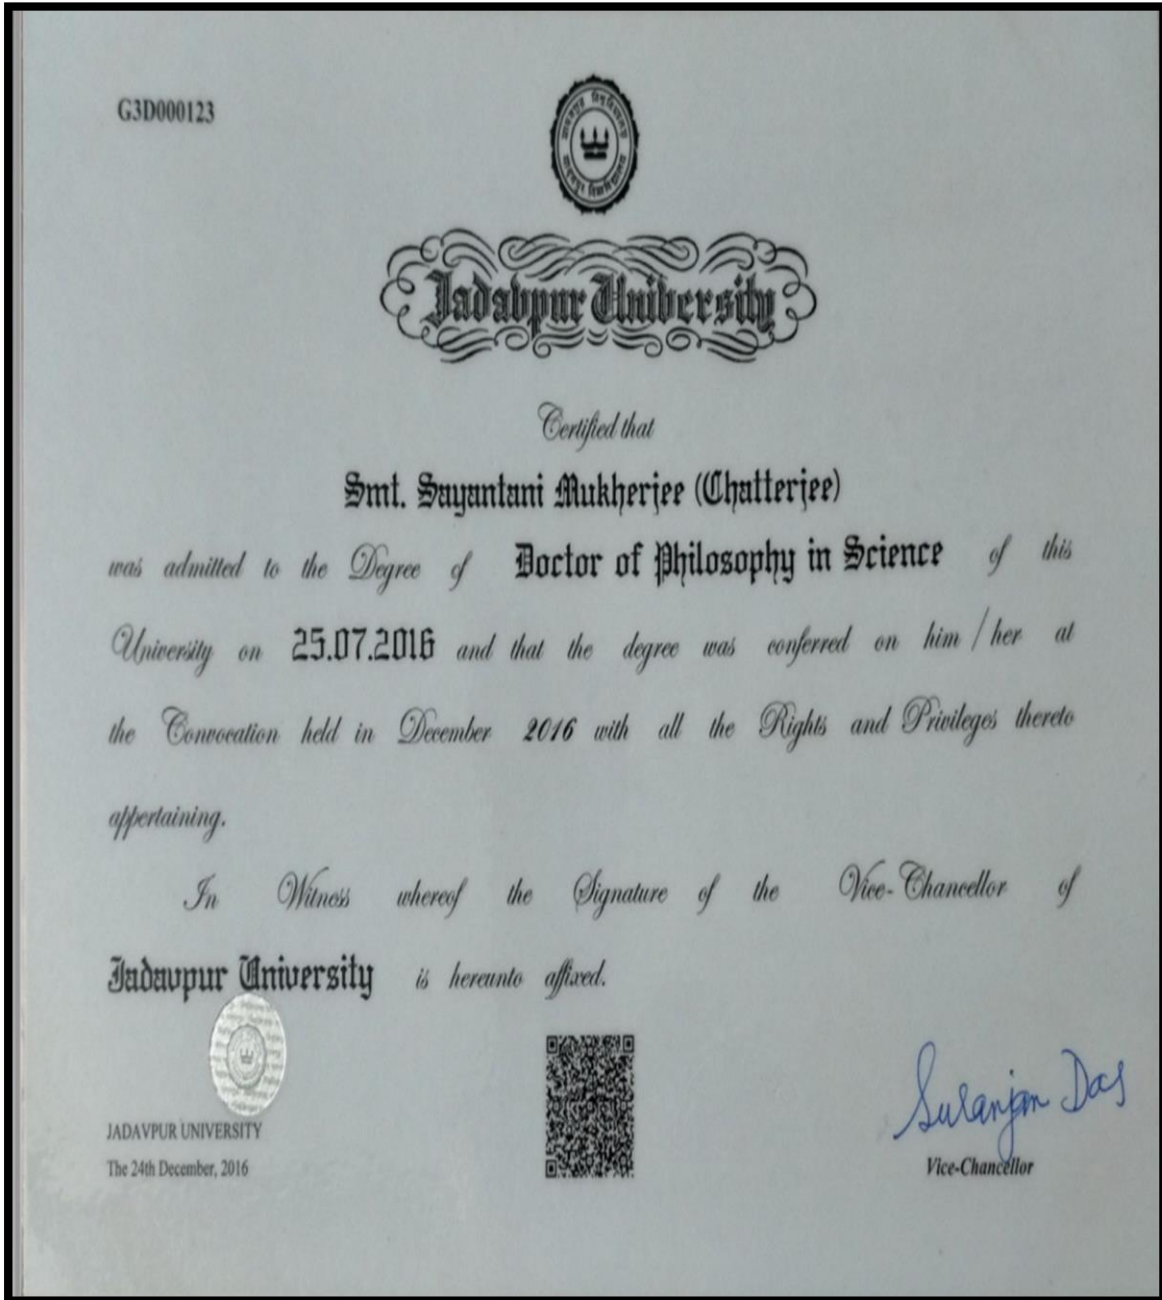 G3D000123
Jadavpur University
Certified that
Smt. Sayantani Mukherjee (Chatterjee)
was admitted to the Degree of Doctor of Philosophy in Science of this
University on 25.07.2016 and that the degree was conferred on him / her at
the Convocation held in December 2016 with all the Rights and Privileges thereto
appertaining.
In Witness whereof the Signature of the Vice-Chancellor of
Jadavpur University is hereunto affixed.
JADAVPUR UNIVERSITY
The 24th December, 2016
Suranjan Das
Vice-Chancellor